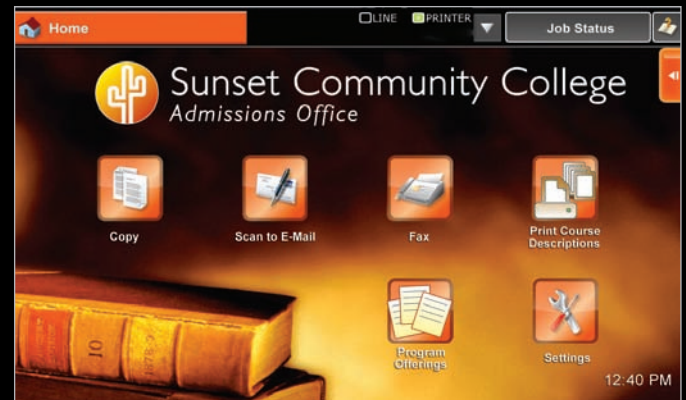 Home
LINE
PRINTER
Job Status
Sunset Community College
Admissions Office
Copy
Scan to E-Mail
Fax
Print Course
Descriptions
10
Program
Offerings
Settings
12:40 PM